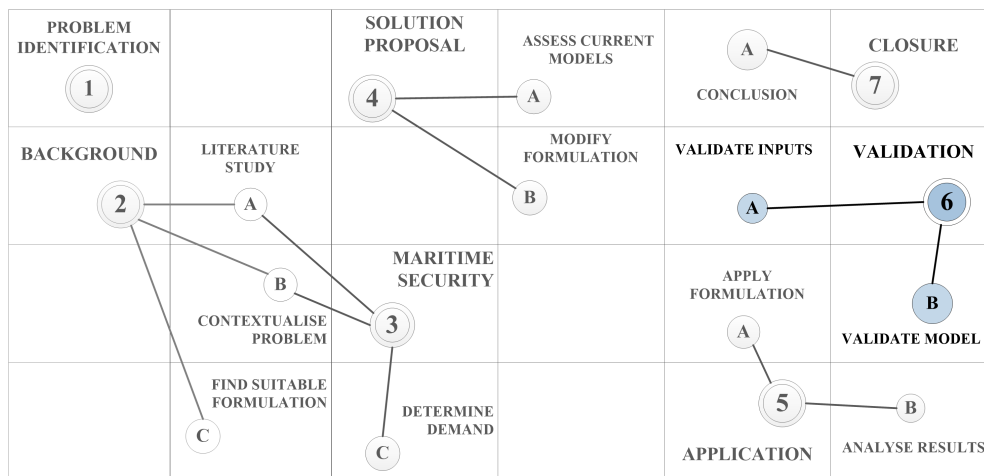 PROBLEM
IDENTIFICATION
1
SOLUTION
PROPOSAL
4
ASSESS CURRENT
MODELS
A
A
CONCLUSION
CLOSURE
7
BACKGROUND
2
LITERATURE
STUDY
A
MODIFY
FORMULATION
B
VALIDATE INPUTS
A
VALIDATION
6
B
CONTEXTUALISE
PROBLEM
MARITIME
SECURITY
3
APPLY
FORMULATION
A
B
VALIDATE MODEL
FIND SUITABLE
FORMULATION
C
DETERMINE
DEMAND
C
5
APPLICATION
B
ANALYSE RESULTS